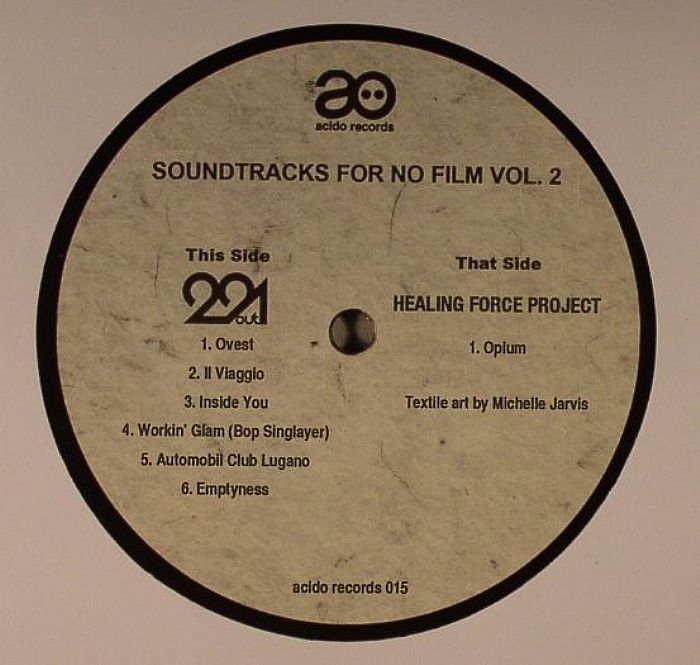 ao
acido records
SOUNDTRACKS FOR NO FILM VOL. 2
This Side
291
out
1. Ovest
2. Il Viaggio
3. Inside You
4. Workin' Glam (Bop Singlayer)
5. Automobil Club Lugano
6. Emptyness
That Side
HEALING FORCE PROJECT
1. Opium
Textile art by Michelle Jarvis
acido records 015